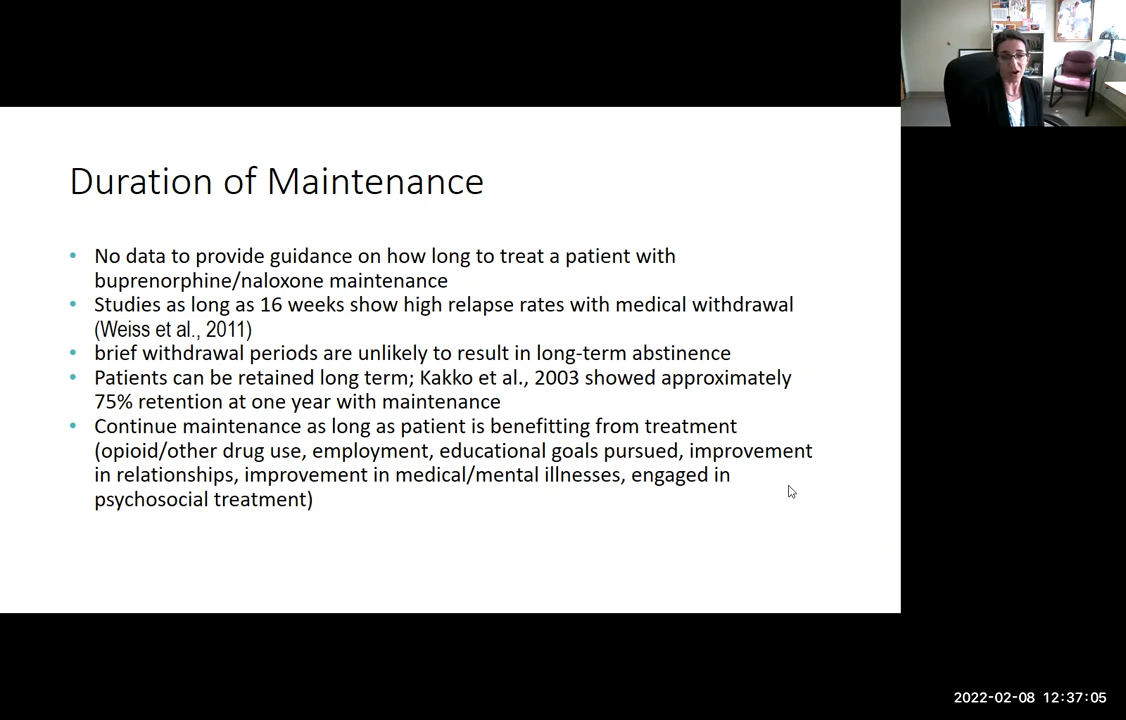 Duration of Maintenance
• No data to provide guidance on how long to treat a patient with
buprenorphine/naloxone maintenance
• Studies as long as 16 weeks show high relapse rates with medical withdrawal
(Weiss et al., 2011)
• brief withdrawal periods are unlikely to result in long-term abstinence
• Patients can be retained long term; Kakko et al., 2003 showed approximately
75% retention at one year with maintenance
• Continue maintenance as long as patient is benefitting from treatment
(opioid/other drug use, employment, educational goals pursued, improvement
in relationships, improvement in medical/mental illnesses, engaged in
psychosocial treatment)
2022-02-08 12:37:05